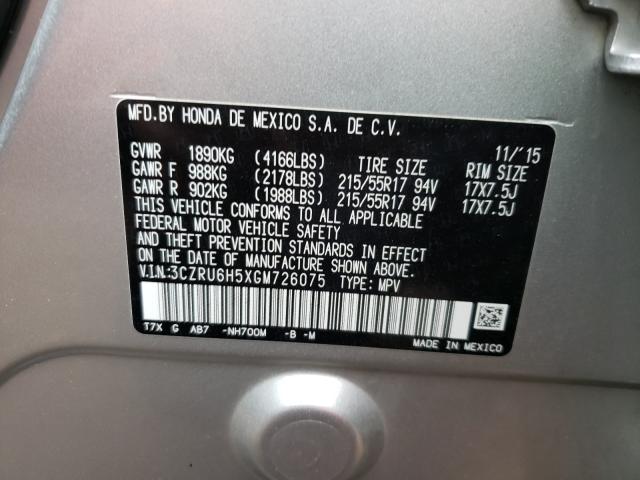 MFD.BY HONDA DE MEXICO S.A. DE C.V.
11/'15
GVWR 1890KG (4166LBS) TIRE SIZE RIM SIZE
GAWR F 988KG (2178LBS) 215/55R17 94V 17X7.5J
GAWR R 902KG (1988LBS) 215/55R17 94V 17X7.5J
THIS VEHICLE CONFORMS TO ALL APPLICABLE
FEDERAL MOTOR VEHICLE SAFETY
AND THEFT PREVENTION STANDARDS IN EFFECT
ON THE DATE OF MANUFACTURE SHOWN ABOVE.
V.I.N:3CZRU6H5XGM726075 TYPE: MPV
T7X G AB7 -NH700M -B -M
MADE IN MEXICO